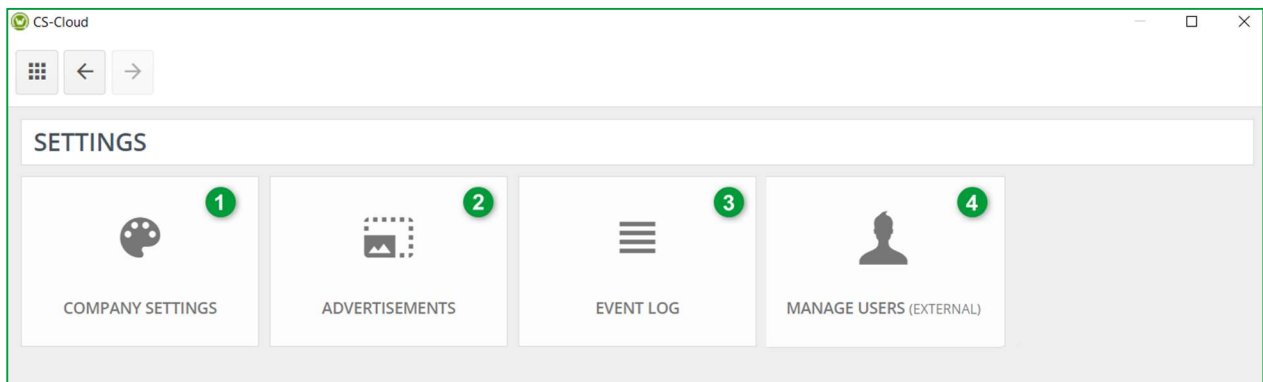 CS-Cloud
SETTINGS
1
2
3
4
COMPANY SETTINGS
ADVERTISEMENTS
EVENT LOG
MANAGE USERS (EXTERNAL)